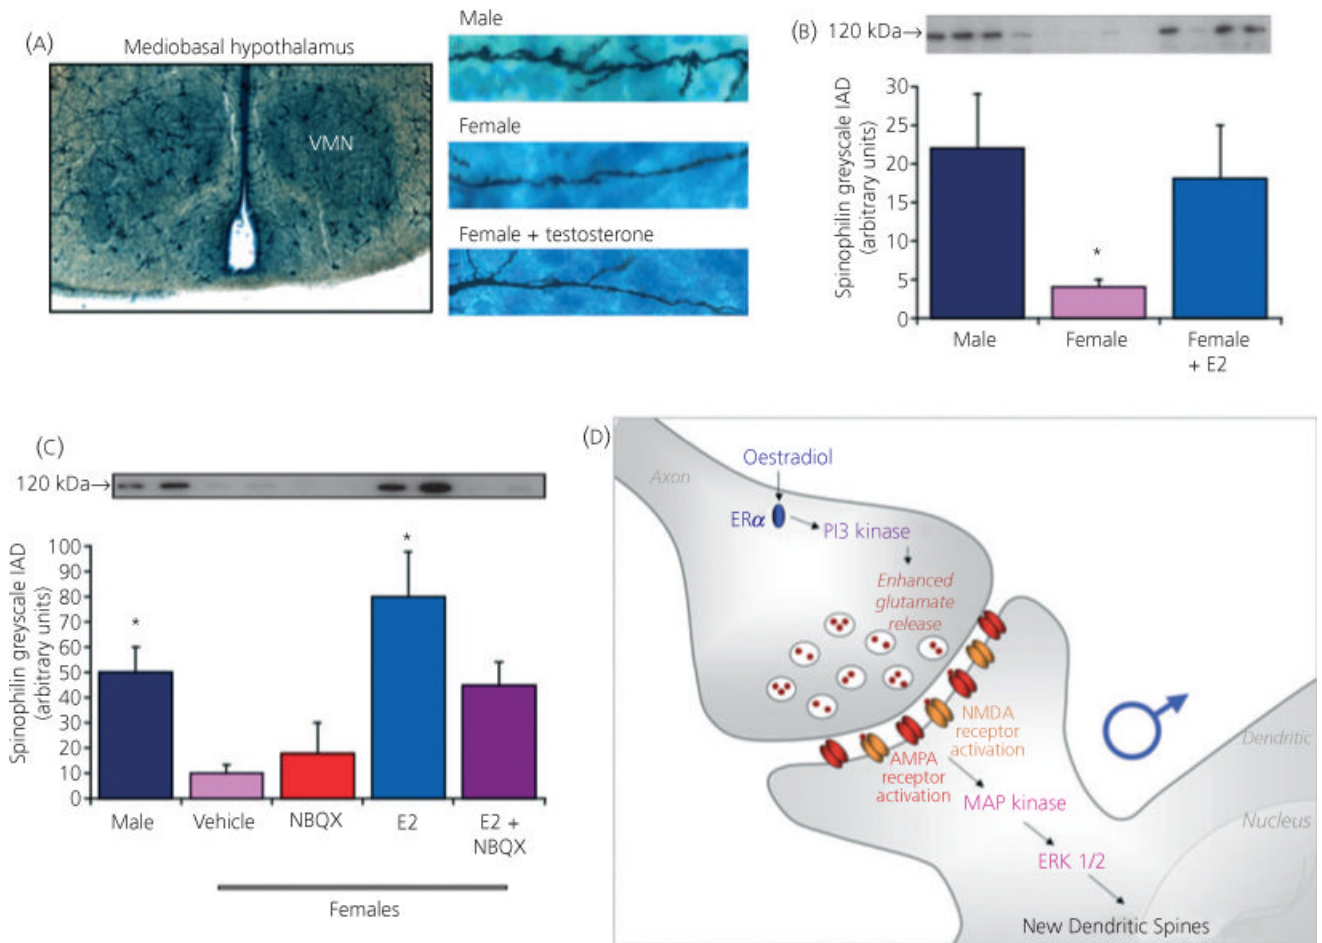 (A)
Mediobasal hypothalamus
VMN
Male
Female
Female + testosterone
(B)
120 kDa→
Spinophilin greyscale IAD
(arbitrary units)
30
25
20
15
10
5
0
*
Male
Female
Female
+ E2
(C)
120 kDa→
Spinophilin greyscale IAD
(arbitrary units)
100
90
80
70
60
50
40
30
20
10
0
*
*
Male
Vehicle
NBQX
E2
E2 +
NBQX
Females
(D)
Axon
Oestradiol
ERα
PI3 kinase
Enhanced
glutamate
release
NMDA
receptor
activation
AMPA
receptor
activation
MAP kinase
ERK 1/2
New Dendritic Spines
Dendritic
Nucleus